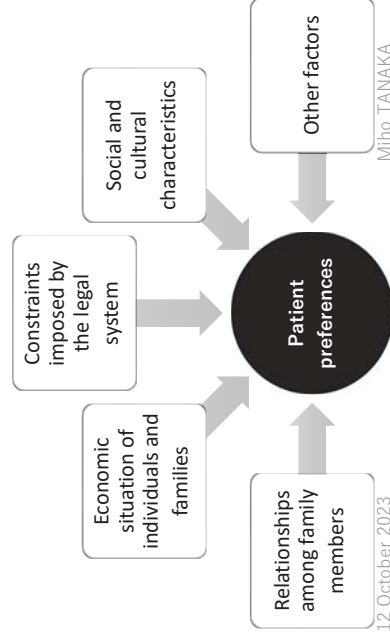 Constraints
imposed by
the legal
system
Economic
situation of
individuals and
families
Social and
cultural
characteristics
Relationships
among family
members
Patient
preferences
Other factors
12 October 2023
Miho TANAKA